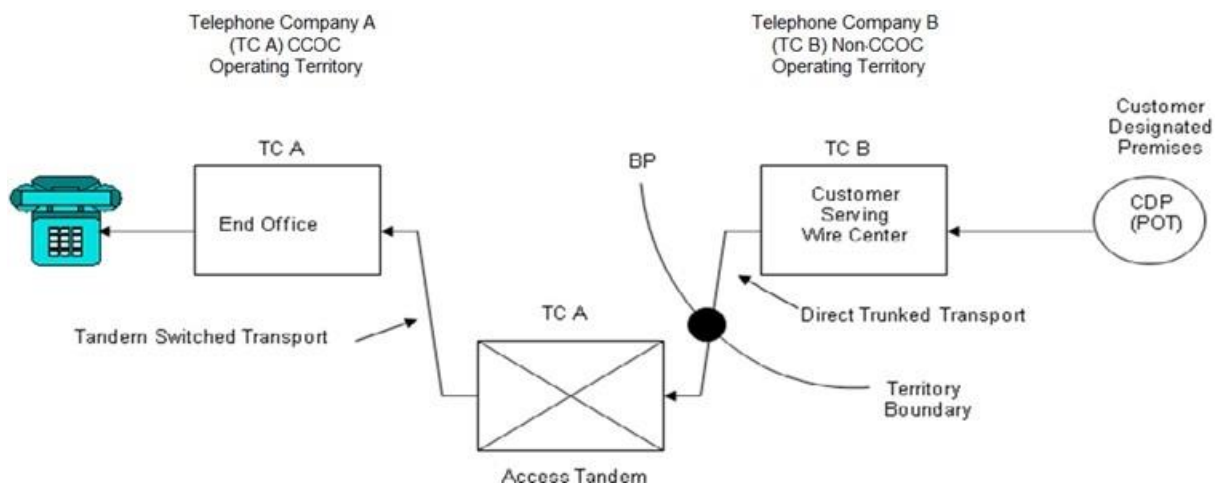 Telephone Company A
(TC A) CCOC
Operating Territory
Telephone Company B
(TC B) Non-CCOC
Operating Territory
Customer
Designated
Premises
TC A
BP
TC B
End Office
Customer
Serving
Wire Center
CDP
(POT)
Tandern Switched Transport
TC A
Direct Trunked Transport
Territory
Boundary
Access Tandem